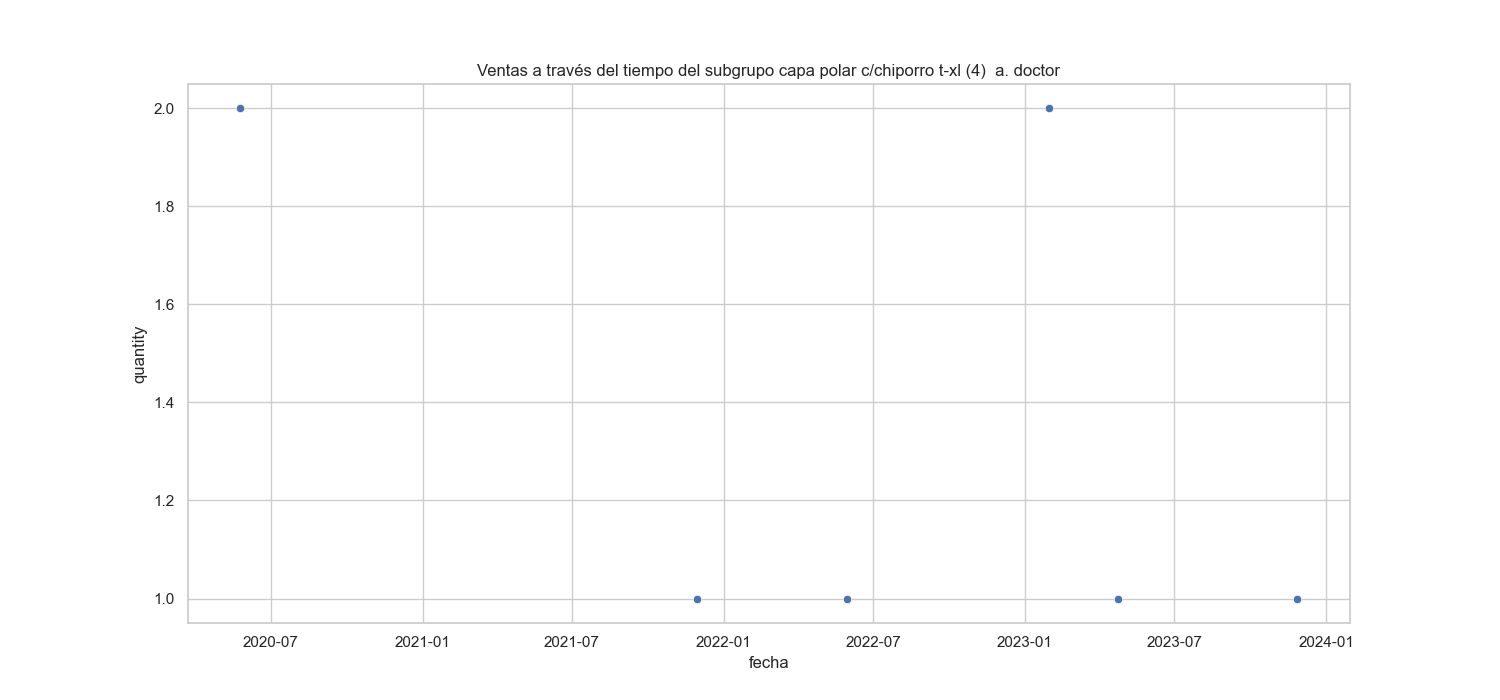 Ventas a través del tiempo del subgrupo capa polar c/chiporro t-xl (4)  a. doctor
2.0
1.8
1.6
1.4
1.2
1.0
quantity
2020-07 2021-01 2021-07 2022-01 2022-07 2023-01 2023-07 2024-01
fecha